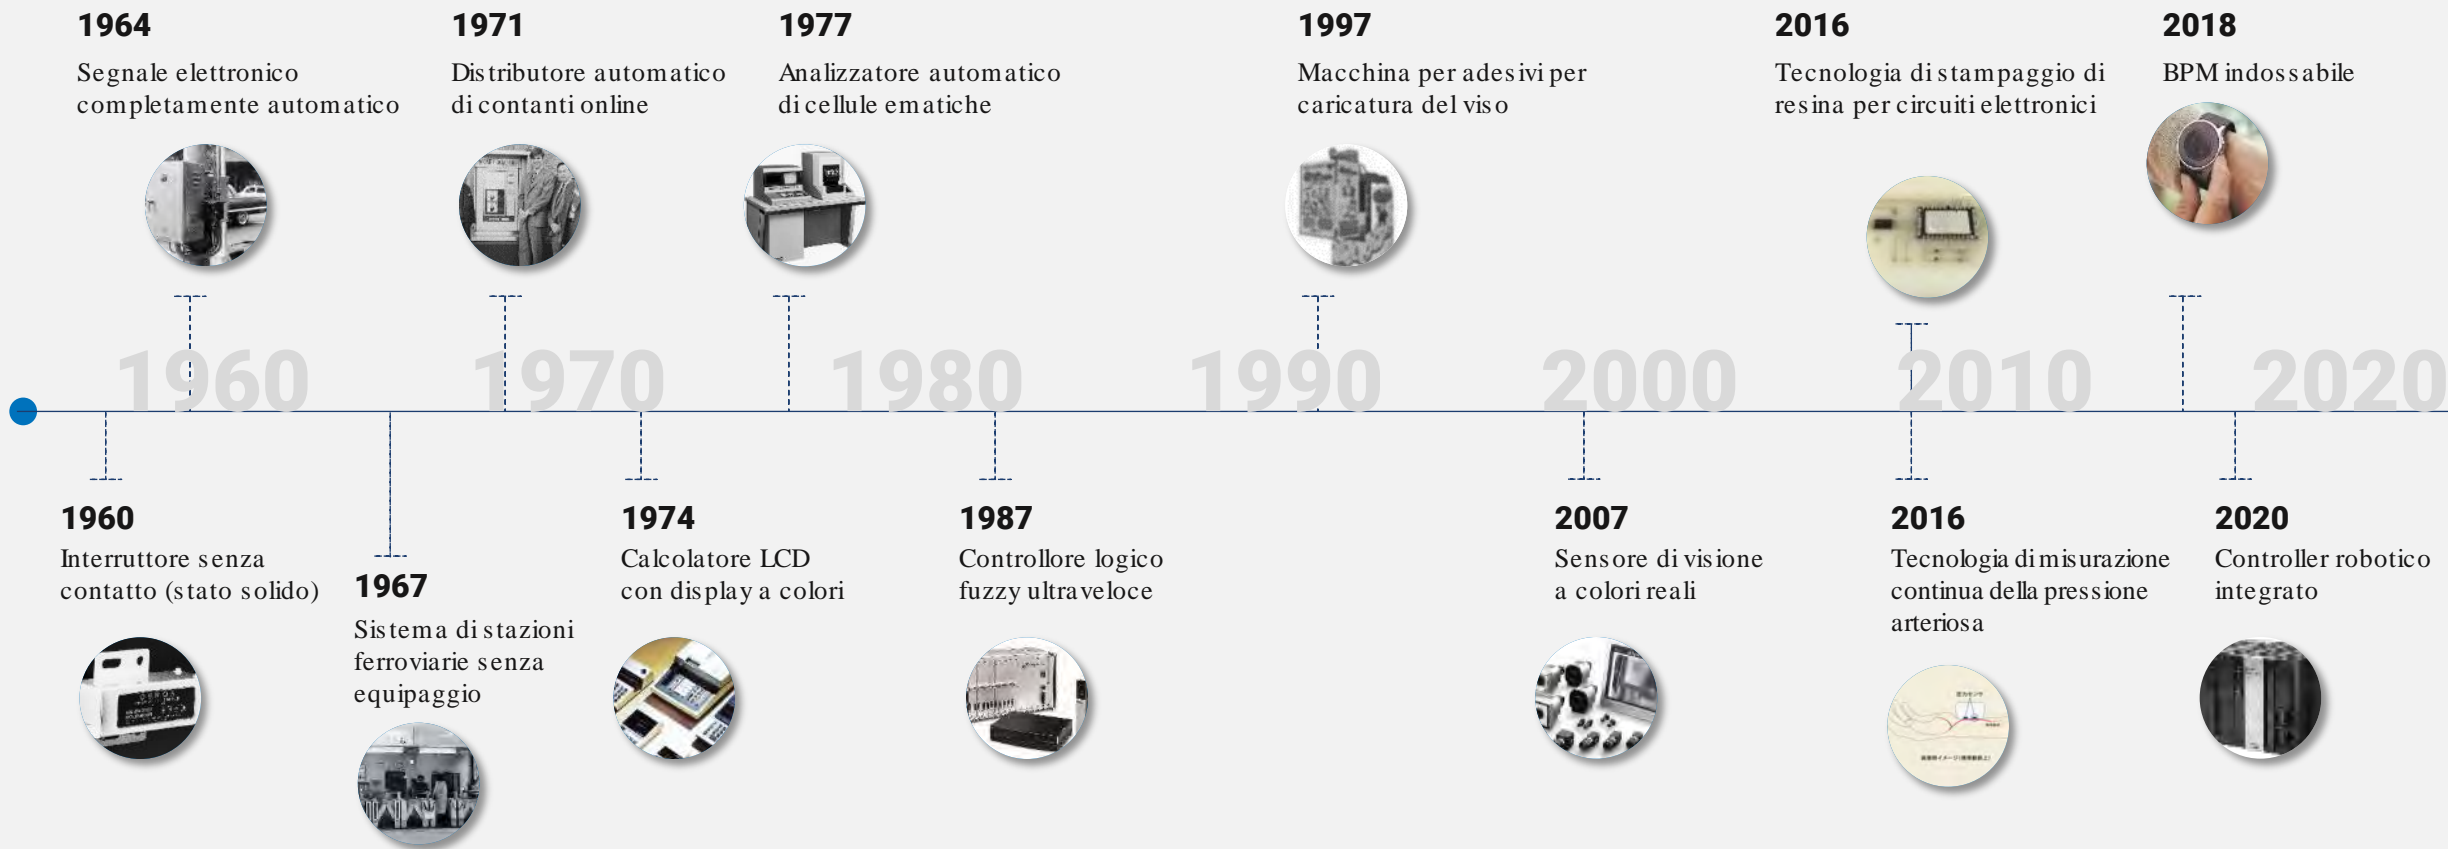 1964
Segnale elettronico
completamente automatico
1971
Distributore automatico
di contanti online
1977
Analizzatore automatico
di cellule ematiche
1997
Macchina per adesivi per
caricatura del viso
2016
Tecnologia di stampaggio di
resina per circuiti elettronici
2018
BPM indossabile
1960
1970
1980
1990
2000
2010
2020
1960
Interruttore senza
contatto (stato solido)
1967
Sistema di stazioni
ferroviarie senza
equipaggio
1974
Calcolatore LCD
con display a colori
1987
Controllore logico
fuzzy ultraveloce
2007
Sensore di visione
a colori reali
2016
Tecnologia di misurazione
continua della pressione
arteriosa
2020
Controller robotico
integrato